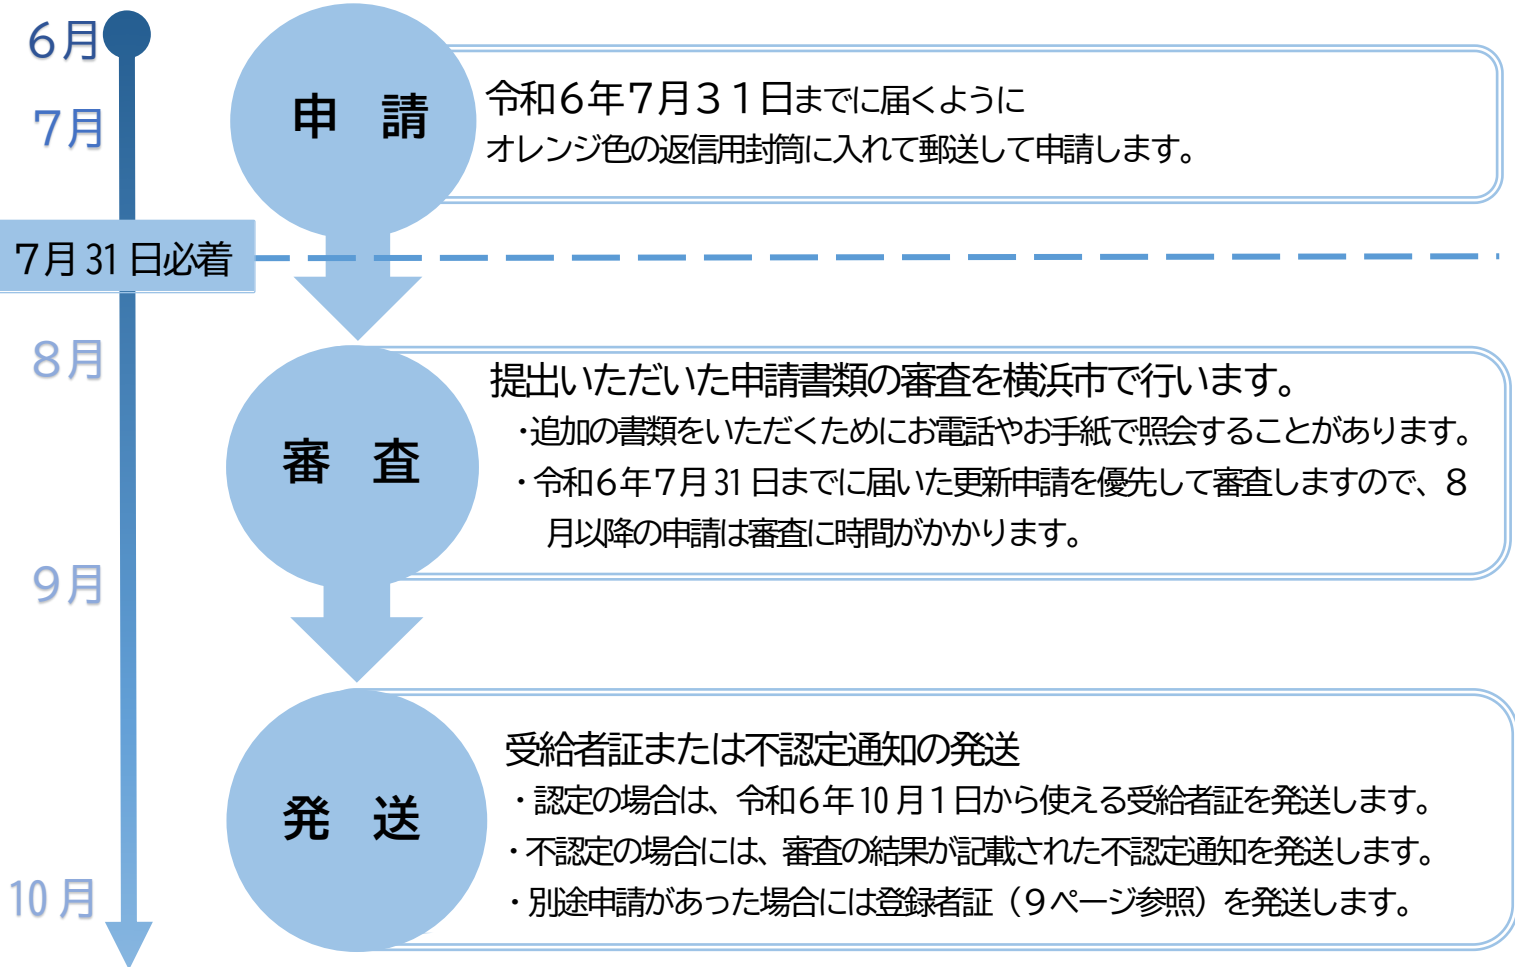 ６月
７月
申　請
令和６年７月３１日までに届くように
オレンジ色の返信用封筒に入れて郵送して申請します。
７月 31 日必着
８月
審　査
提出いただいた申請書類の審査を横浜市で行います。
・追加の書類をいただくためにお電話やお手紙で照会することがあります。
・令和６年７月 31 日までに届いた更新申請を優先して審査しますので、８
月以降の申請は審査に時間がかかります。
９月
発　送
受給者証または不認定通知の発送
・認定の場合は、令和６年 10 月１日から使える受給者証を発送します。
・不認定の場合には、審査の結果が記載された不認定通知を発送します。
・別途申請があった場合には登録者証（９ページ参照）を発送します。
10 月